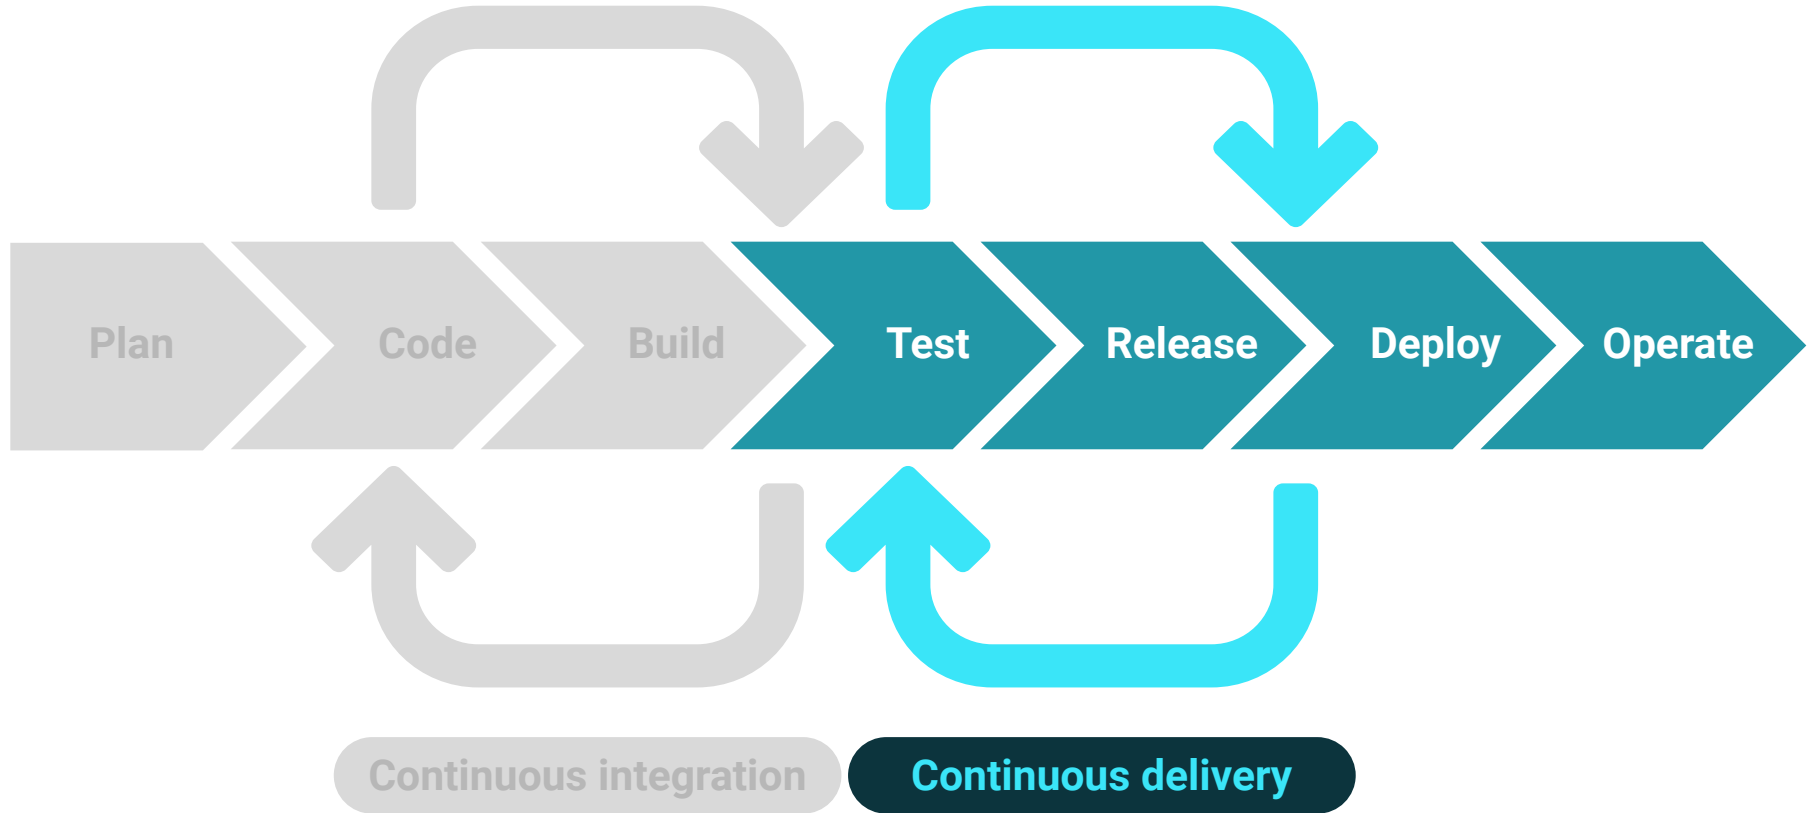 Plan
Code
Build
Test
Release
Deploy
Operate
Continuous integration
Continuous delivery